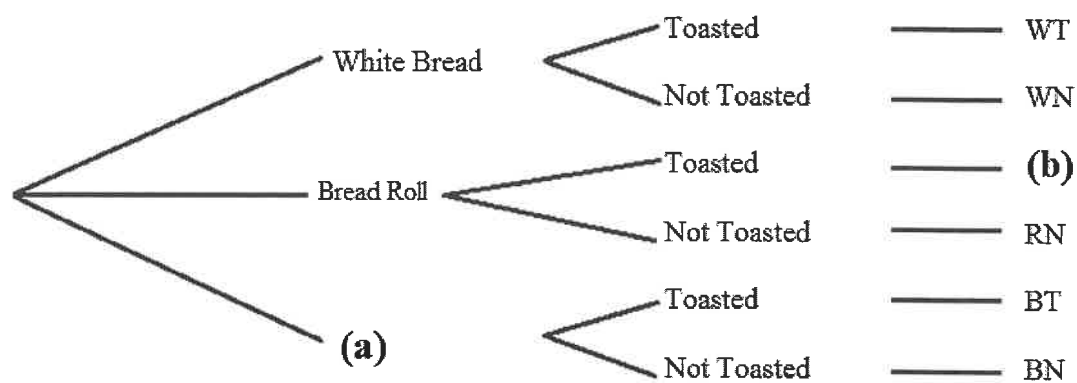 Toasted WT
White Bread
Not Toasted WN
Toasted (b)
Bread Roll
Not Toasted RN
Toasted BT
(a)
Not Toasted BN